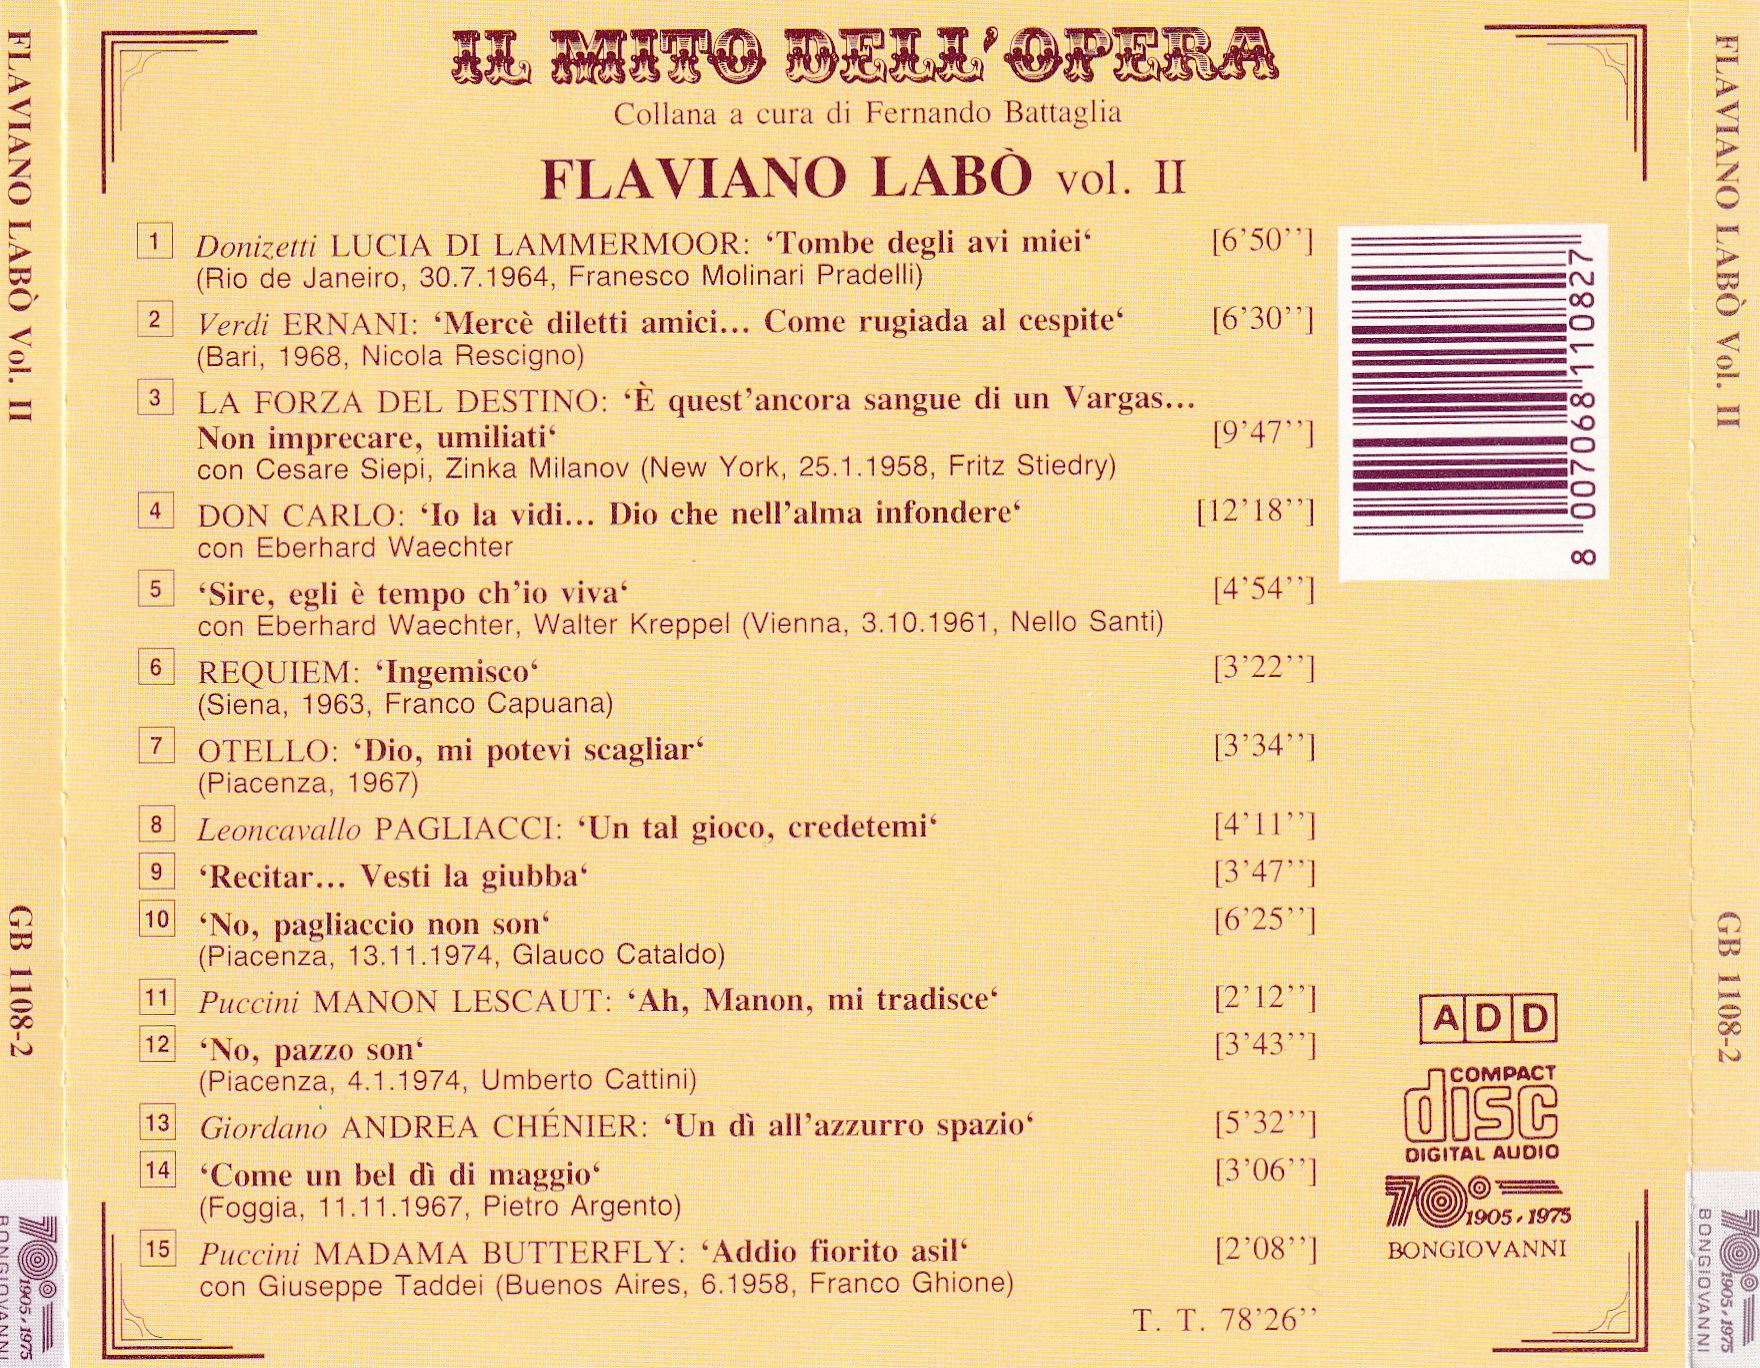 IL MITO DELL'OPERA
Collana a cura di Fernando Battaglia
FLAVIANO LABÒ vol. II
1 Donizetti LUCIA DI LAMMERMOOR: ‘Tombe degli avi miei‘ [6’50’’]
(Rio de Janeiro, 30.7.1964, Franesco Molinari Pradelli)
2 Verdi ERNANI: ‘Mercè diletti amici... Come rugiada al cespite‘ [6’30’’]
(Bari, 1968, Nicola Rescigno)
3 LA FORZA DEL DESTINO: ‘È quest’ancora sangue di un Vargas...
Non imprecare, umiliati‘ [9’47’’]
con Cesare Siepi, Zinka Milanov (New York, 25.1.1958, Fritz Stiedry)
4 DON CARLO: ‘Io la vidi... Dio che nell’alma infondere‘ [12’18’’]
con Eberhard Waechter
5 ‘Sire, egli è tempo ch’io viva‘ [4’54’’]
con Eberhard Waechter, Walter Kreppel (Vienna, 3.10.1961, Nello Santi)
6 REQUIEM: ‘Ingemisco‘ [3’22’’]
(Siena, 1963, Franco Capuana)
7 OTELLO: ‘Dio, mi potevi scagliar‘ [3’34’’]
(Piacenza, 1967)
8 Leoncavallo PAGLIACCI: ‘Un tal gioco, credetemi‘ [4’11’’]
9 ‘Recitar... Vesti la giubba‘ [3’47’’]
10 ‘No, pagliaccio non son‘ [6’25’’]
(Piacenza, 13.11.1974, Glauco Cataldo)
11 Puccini MANON LESCAUT: ‘Ah, Manon, mi tradisce‘ [2’12’’]
12 ‘No, pazzo son‘ [3’43’’]
(Piacenza, 4.1.1974, Umberto Cattini)
13 Giordano ANDREA CHÉNIER: ‘Un dì all’azzurro spazio‘ [5’32’’]
14 ‘Come un bel dì di maggio‘ [3’06’’]
(Foggia, 11.11.1967, Pietro Argento)
15 Puccini MADAMA BUTTERFLY: ‘Addio fiorito asil‘ [2’08’’]
con Giuseppe Taddei (Buenos Aires, 6.1958, Franco Ghione)
T. T. 78’26’’
8 007068 110827
ADD
COMPACT
disc
DIGITAL AUDIO
70° 1905-1975
BONGIOVANNI
FLAVIANO LABÒ Vol. II
GB 1108-2
70° 1905-1975
BONGIOVANNI
FLAVIANO LABÒ Vol. II
GB 1108-2
70° 1905-1975
BONGIOVANNI